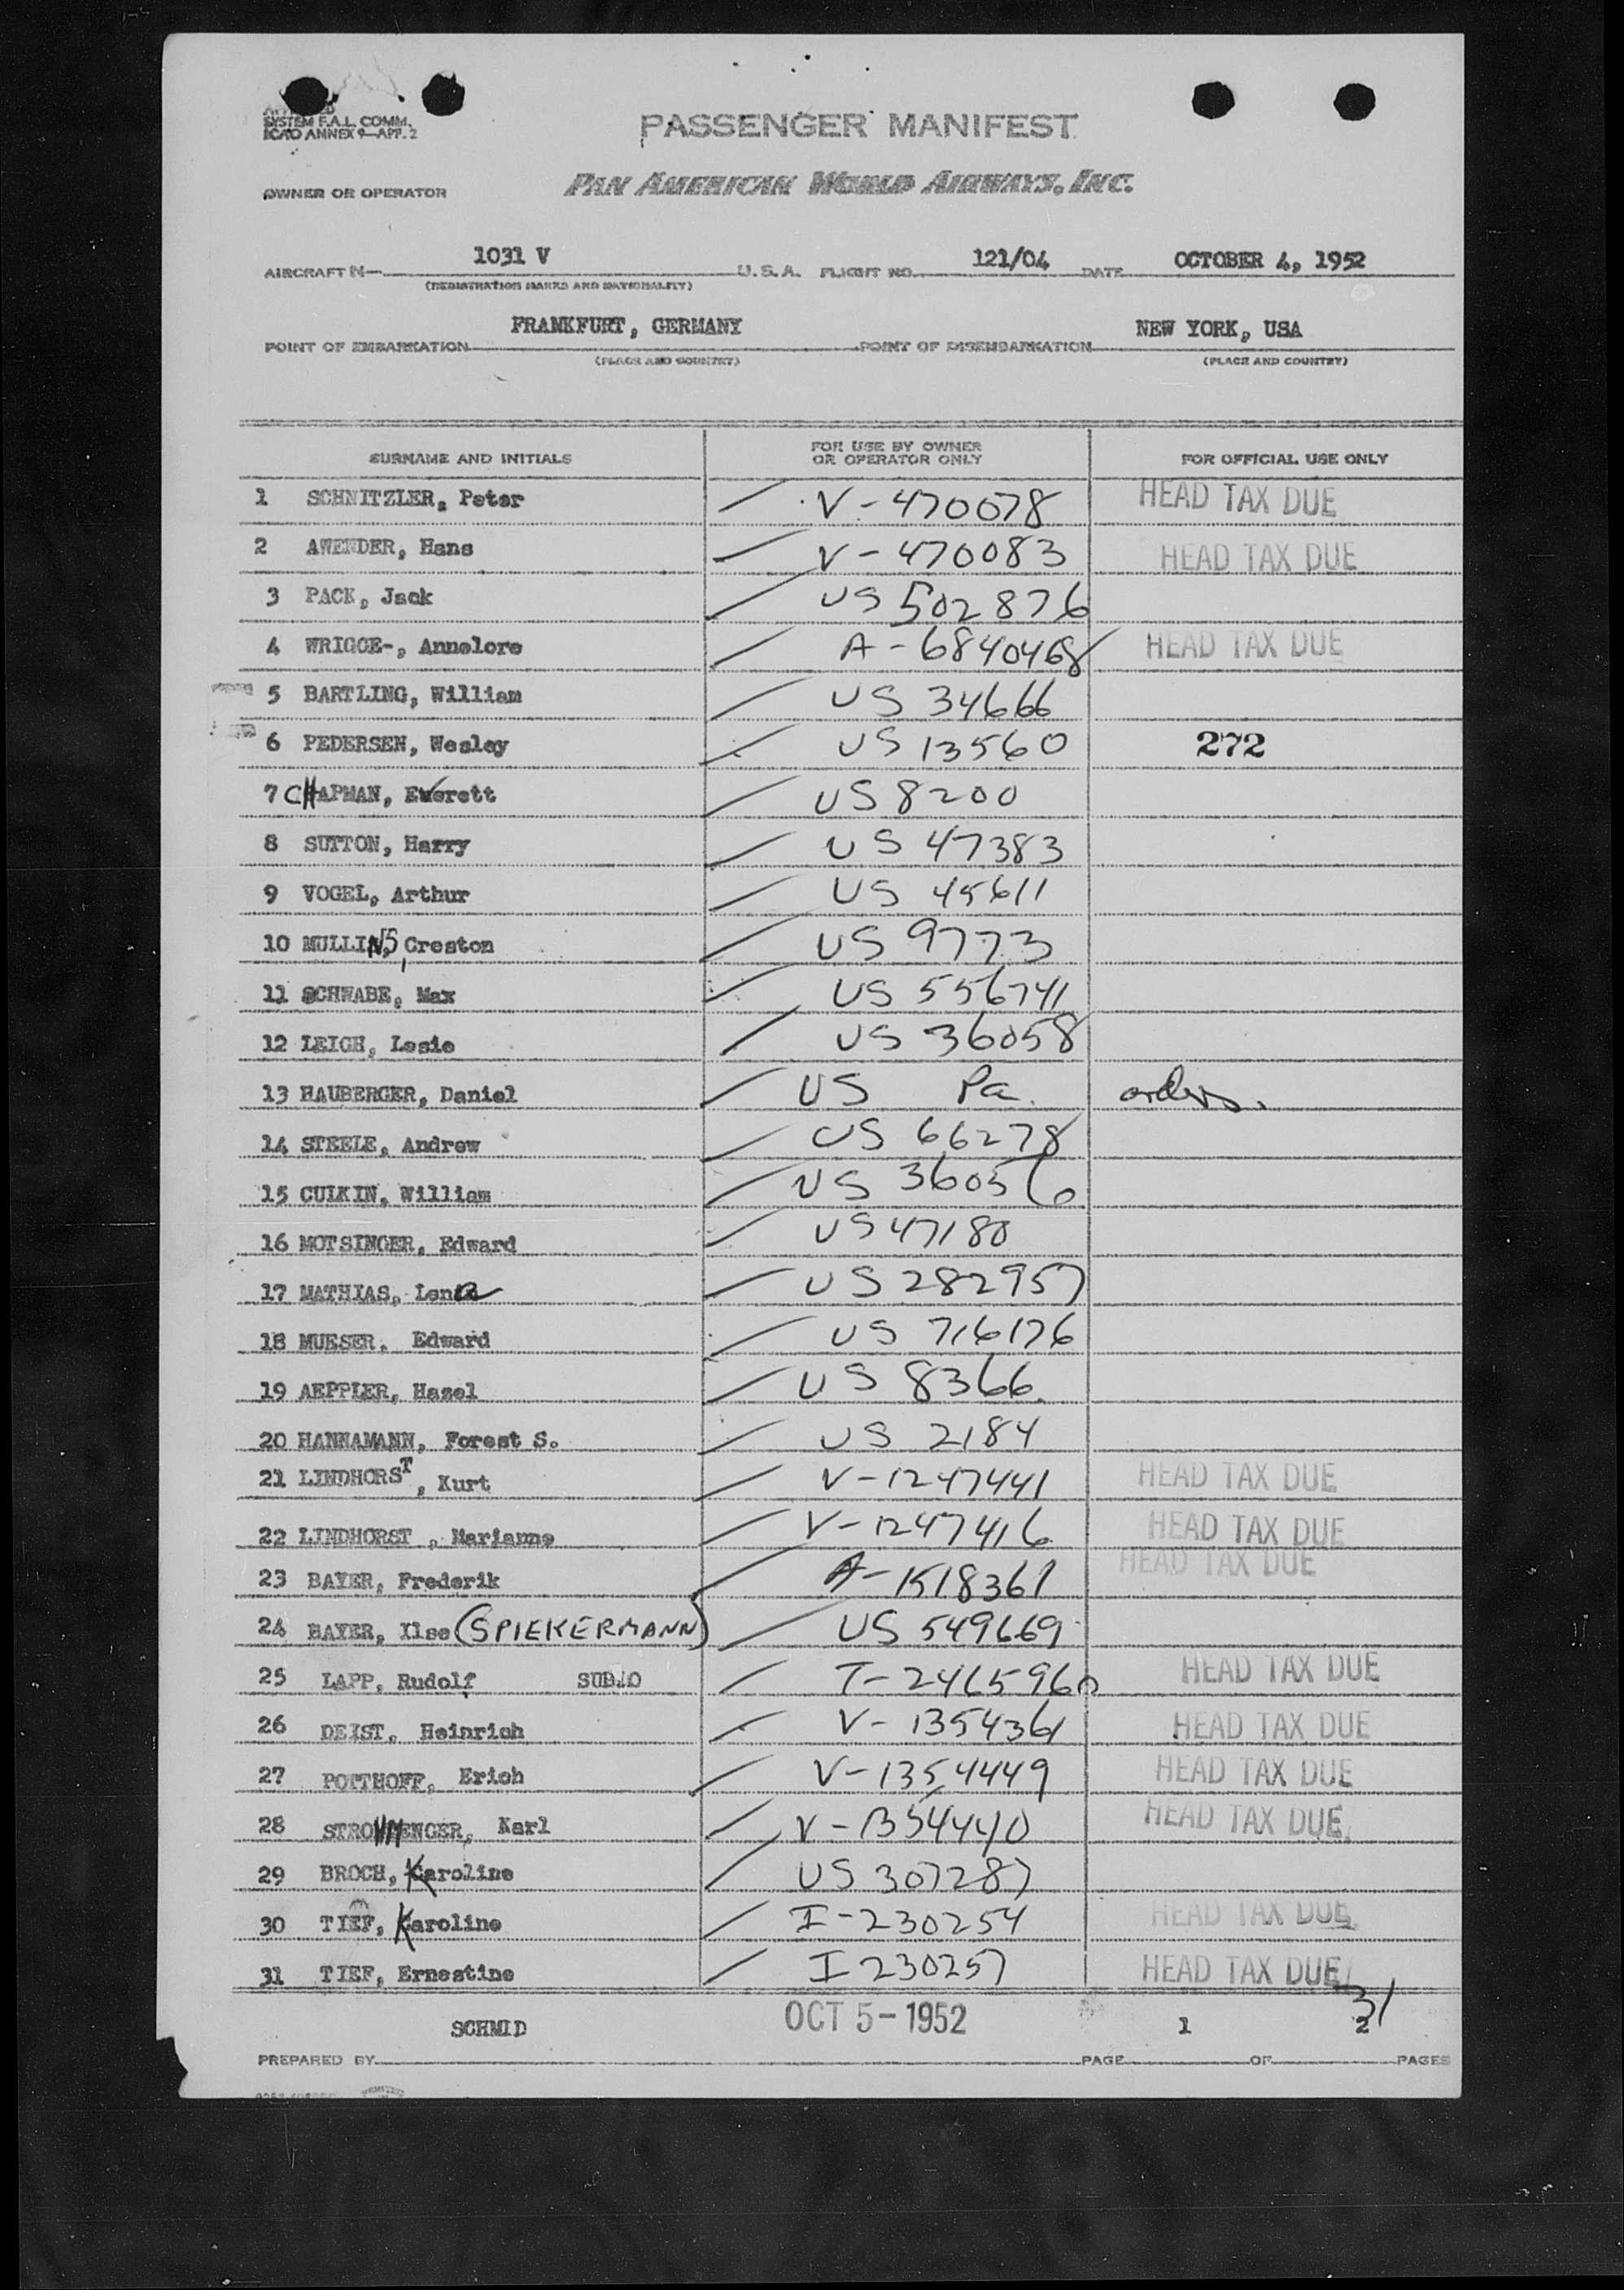 SYSTEM F.A.L. COMM.
ICAO ANNEX 9—APP. 2
PASSENGER MANIFEST
OWNER OR OPERATOR PAN AMERICAN WORLD AIRWAYS, INC.
AIRCRAFT N— 1031 V U.S.A. FLIGHT NO. 121/04 DATE OCTOBER 4, 1952
(REGISTRATION MARKS AND NATIONALITY)
POINT OF EMBARKATION FRANKFURT, GERMANY POINT OF DISEMBARKATION NEW YORK, USA
(PLACE AND COUNTRY) (PLACE AND COUNTRY)
SURNAME AND INITIALS FOR USE BY OWNER OR OPERATOR ONLY FOR OFFICIAL USE ONLY
1 SCHNITZLER, Peter V-470078 HEAD TAX DUE
2 AWENDER, Hans V-470083 HEAD TAX DUE
3 PACK, Jack US 502876
4 WRIGGE-, Annelore A-6840468 HEAD TAX DUE
5 BARTLING, William US 34666
6 PEDERSEN, Wesley US 13560 272
7 CHAPMAN, Everett US 8200
8 SUTTON, Harry US 47383
9 VOGEL, Arthur US 45611
10 MULLINS, Creston US 9773
11 SCHWABE, Max US 556741
12 LEIGH, Lesie US 36058
13 HAUBERGER, Daniel US Pa. orders.
14 STEELE, Andrew US 66278
15 CULKIN, William US 36056
16 MOTSINGER, Edward US 47180
17 MATHIAS, US 282957
18 MUESER, Edward US 716176
19 AEPPLER, Hazel US 8366
20 HANNAMANN, Forest S. US 2184
21 LINDHORST, Kurt V-1247441 HEAD TAX DUE
22 LINDHORST, Marianne V-1247416 HEAD TAX DUE
23 BAYER, Frederik A-1518361 HEAD TAX DUE
24 BAYER, Ilse (SPIEKERMANN) US 549669
25 LAPP, Rudolf SUBLO T-2465960 HEAD TAX DUE
26 DEIST, Heinrich V-1354361 HEAD TAX DUE
27 POTTHOFF, Erich V-1354449 HEAD TAX DUE
28 STROHMENGER, Karl V-1354440 HEAD TAX DUE
29 BROCH, Karoline US 307287
30 TIEF, Karoline I-230254 HEAD TAX DUE
31 TIEF, Ernestine I 230257 HEAD TAX DUE
31
PREPARED BY SCHMID OCT 5-1952 PAGE 1 OF 2 PAGES